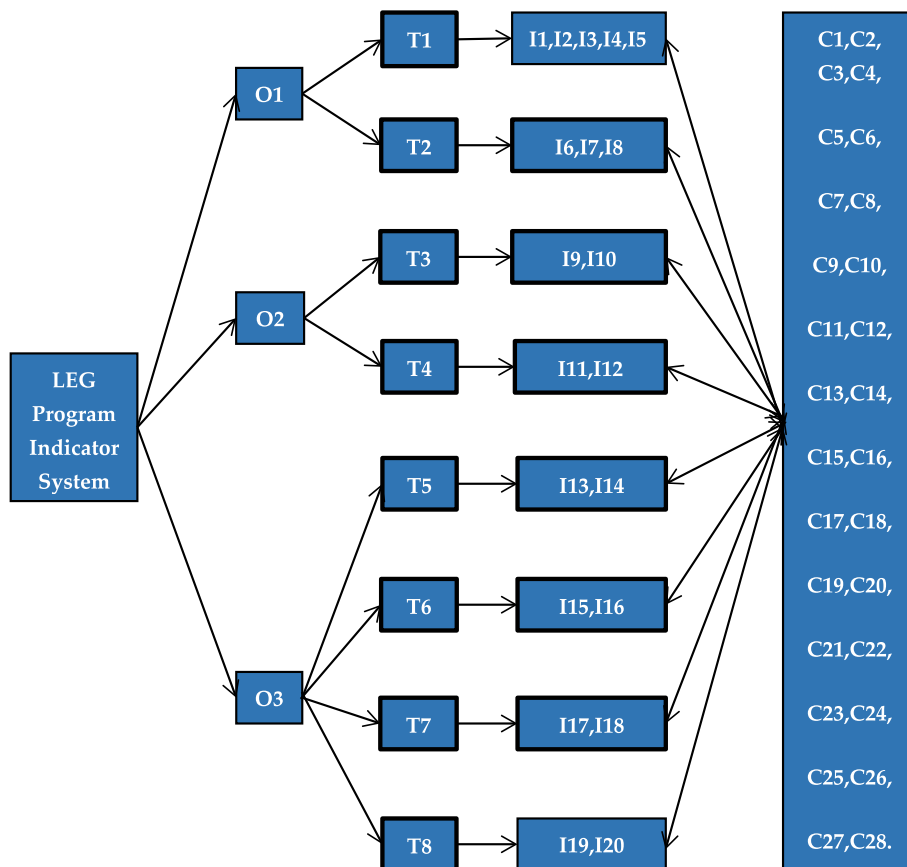 LEG
Program
Indicator
System
O1
O2
O3
T1
T2
T3
T4
T5
T6
T7
T8
I1,I2,I3,I4,I5
I6,I7,I8
I9,I10
I11,I12
I13,I14
I15,I16
I17,I18
I19,I20
C1,C2,
C3,C4,
C5,C6,
C7,C8,
C9,C10,
C11,C12,
C13,C14,
C15,C16,
C17,C18,
C19,C20,
C21,C22,
C23,C24,
C25,C26,
C27,C28.